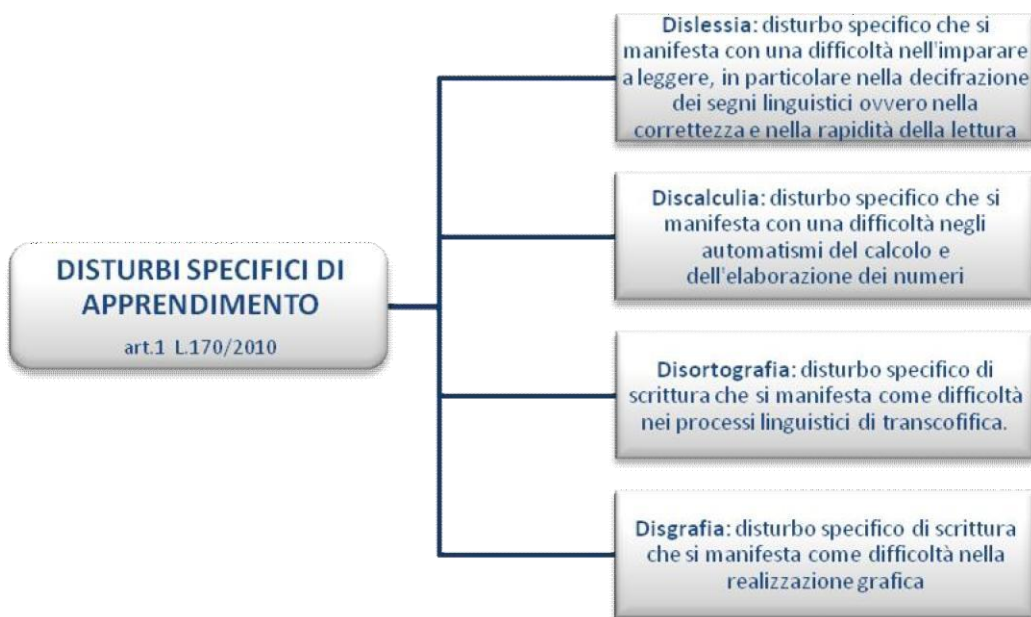 DISTURBI SPECIFICI DI
APPRENDIMENTO
art.1 L.170/2010
Dislessia: disturbo specifico che si
manifesta con una difficoltà nell'imparare
a leggere, in particolare nella decifrazione
dei segni linguistici ovvero nella
correttezza e nella rapidità della lettura
Discalculia: disturbo specifico che si
manifesta con una difficoltà negli
automatismi del calcolo e
dell'elaborazione dei numeri
Disortografia: disturbo specifico di
scrittura che si manifesta come difficoltà
nei processi linguistici di transcofifica.
Disgrafia: disturbo specifico di scrittura
che si manifesta come difficoltà nella
realizzazione grafica